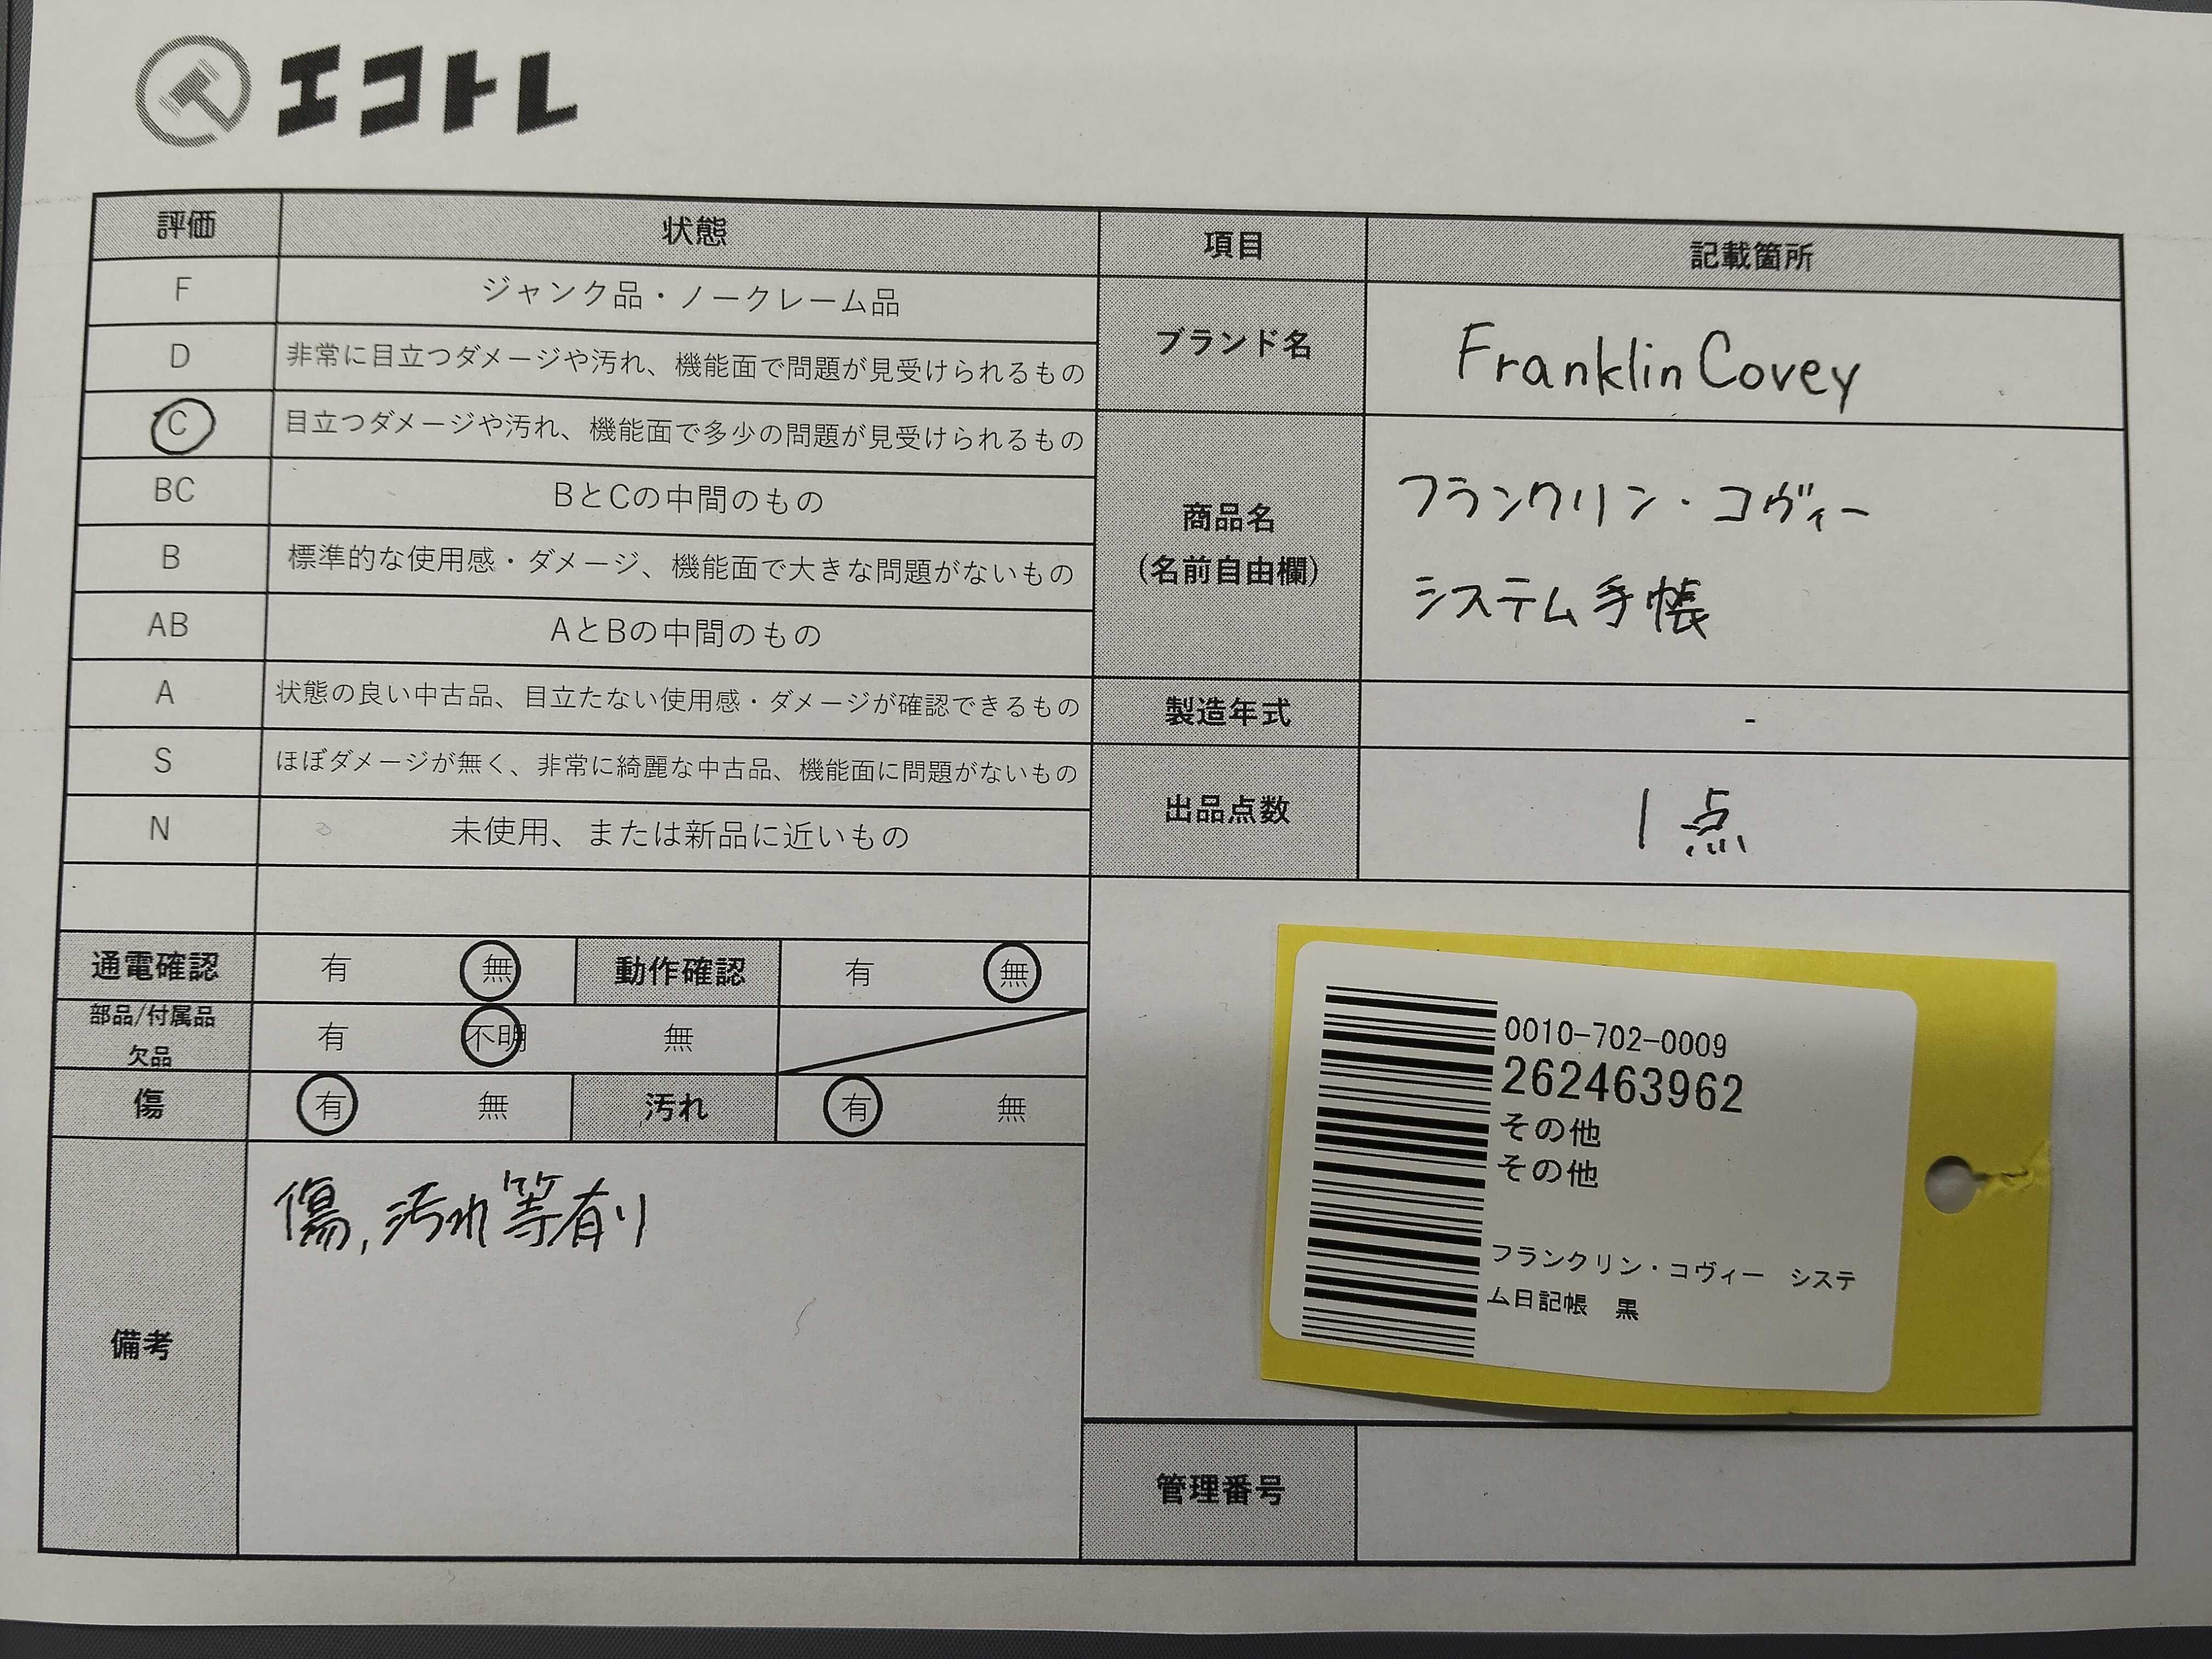 エコトレ
評価 状態
F ジャンク品・ノークレーム品
D 非常に目立つダメージや汚れ、機能面で問題が見受けられるもの
C 目立つダメージや汚れ、機能面で多少の問題が見受けられるもの
BC BとCの中間のもの
B 標準的な使用感・ダメージ、機能面で大きな問題がないもの
AB AとBの中間のもの
A 状態の良い中古品、目立たない使用感・ダメージが確認できるもの
S ほぼダメージが無く、非常に綺麗な中古品、機能面に問題がないもの
N 未使用、または新品に近いもの
通電確認 有 無 動作確認 有 無
部品/付属品
欠品 有 不明 無
傷 有 無 汚れ 有 無
備考 傷,汚れ等有り
項目 記載箇所
ブランド名 FranklinCovey
商品名
(名前自由欄)
フランクリン・コヴィー
システム手帳
製造年式 -
出品点数 1点
0010-702-0009
262463962
その他
その他
フランクリン・コヴィー システ
ム日記帳 黒
管理番号